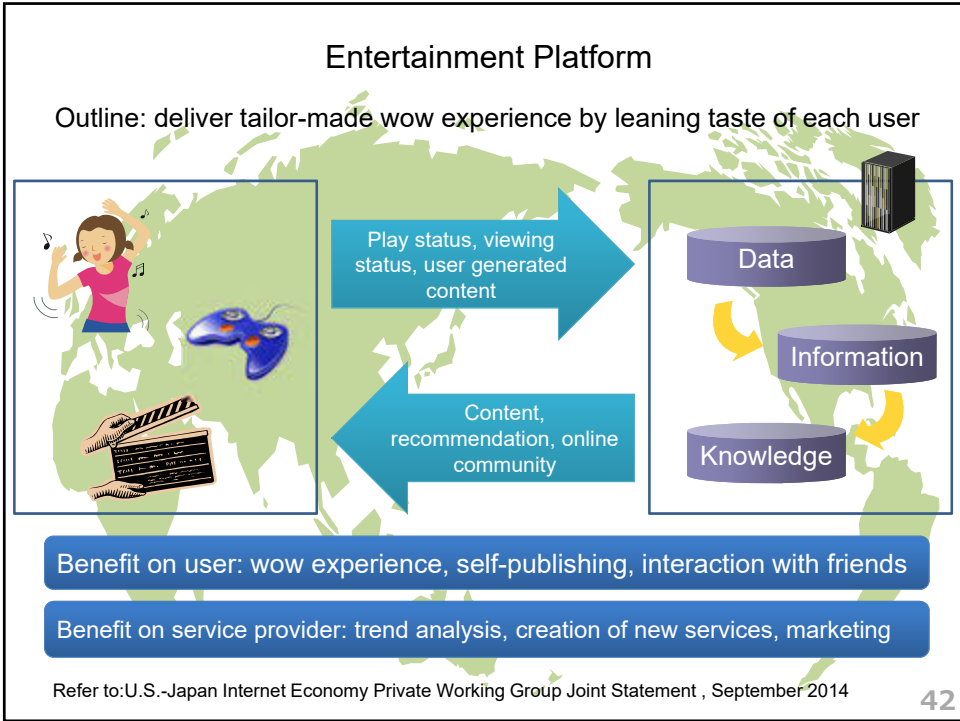 Entertainment Platform
Outline: deliver tailor-made wow experience by leaning taste of each user
Play status, viewing
status, user generated
content
Content,
recommendation, online
community
Data
Information
Knowledge
Benefit on user: wow experience, self-publishing, interaction with friends
Benefit on service provider: trend analysis, creation of new services, marketing
Refer to:U.S.-Japan Internet Economy Private Working Group Joint Statement , September 2014
42